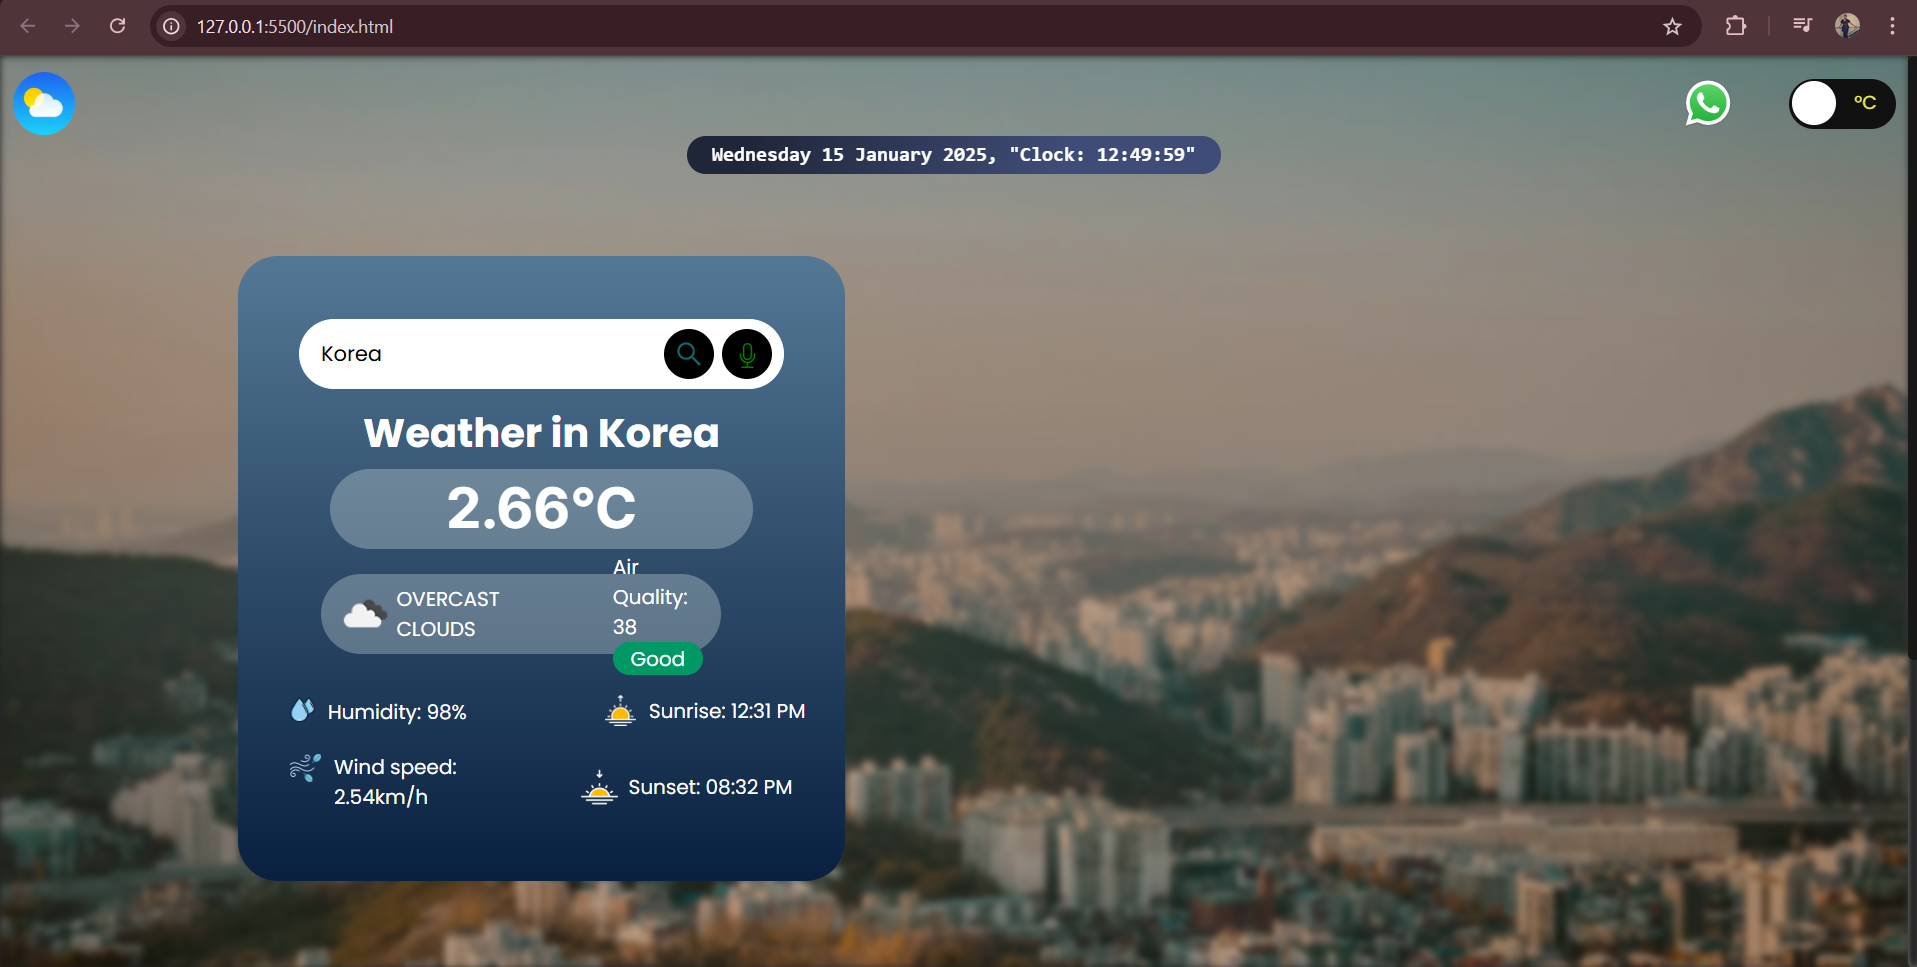 127.0.0.1:5500/index.html
°C
Wednesday 15 January 2025, "Clock: 12:49:59"
Korea
Weather in Korea
2.66°C
OVERCAST
CLOUDS
Air
Quality:
38
Good
Humidity: 98%
Sunrise: 12:31 PM
Wind speed:
2.54km/h
Sunset: 08:32 PM